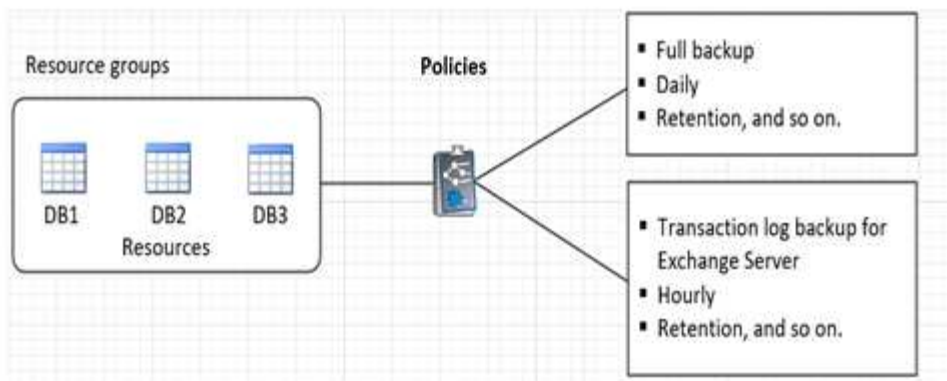 Resource groups
DB1
DB2
DB3
Resources
Policies
▪ Full backup
▪ Daily
▪ Retention, and so on.
▪ Transaction log backup for
Exchange Server
▪ Hourly
▪ Retention, and so on.